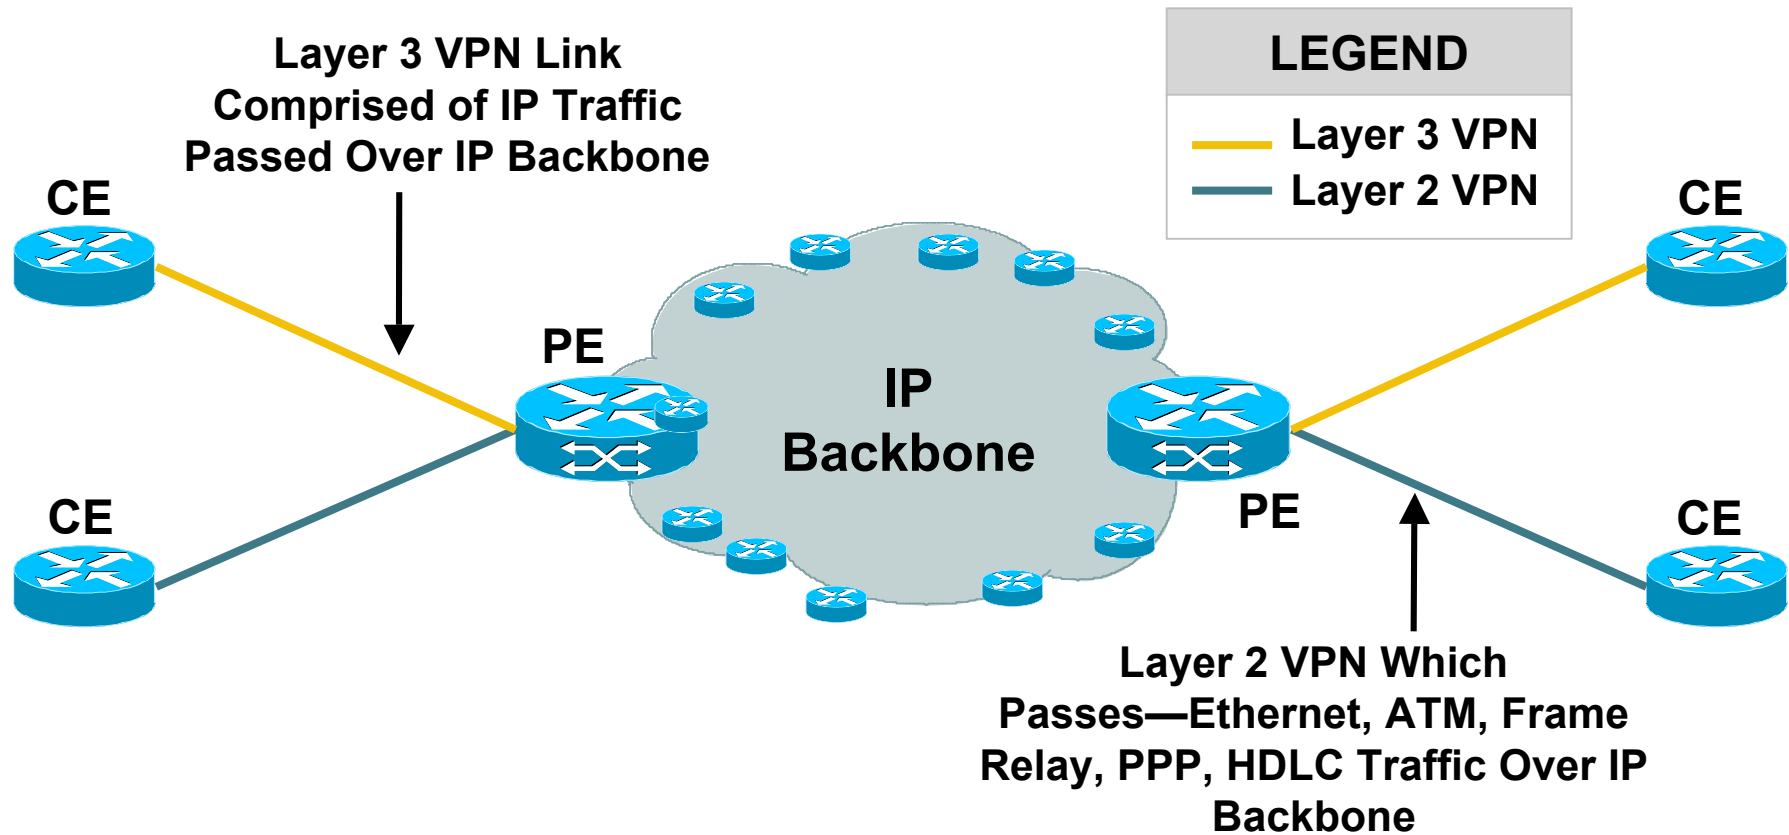 Layer 3 VPN Link
Comprised of IP Traffic
Passed Over IP Backbone
LEGEND
Layer 3 VPN
Layer 2 VPN
CE
CE
PE
IP
Backbone
PE
CE
CE
Layer 2 VPN Which
Passes—Ethernet, ATM, Frame
Relay, PPP, HDLC Traffic Over IP
Backbone